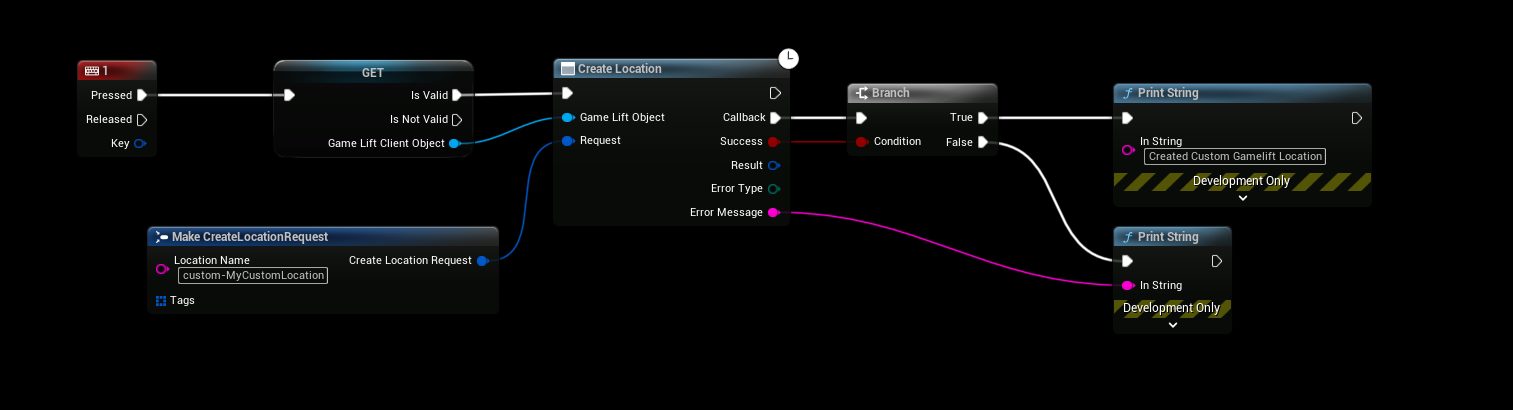 1
Pressed
Released
Key
GET
Is Valid
Is Not Valid
Game Lift Client Object
Make CreateLocationRequest
Location Name
custom-MyCustomLocation
Create Location Request
Tags
Create Location
Game Lift Object
Callback
Request
Success
Result
Error Type
Error Message
Branch
True
Condition
False
Print String
In String
Created Custom Gamelift Location
Development Only
Print String
In String
Development Only